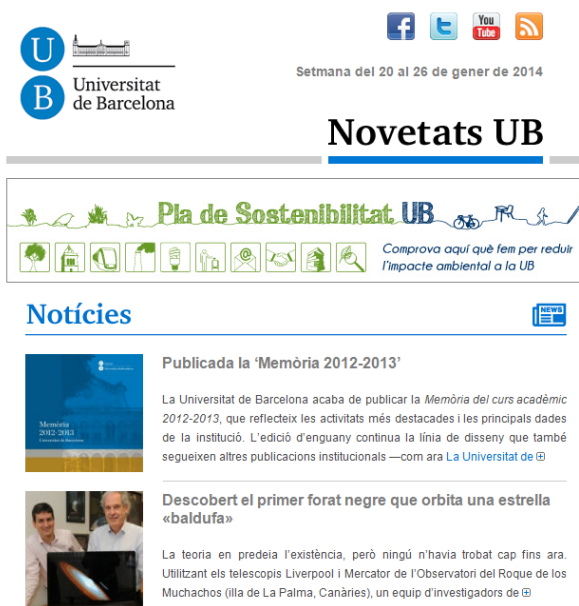 U
B
Universitat
de Barcelona
You
Tube
Setmana del 20 al 26 de gener de 2014
Novetats UB
Pla de Sostenibilitat UB
Comprova aquí què fem per reduir
l'impacte ambiental a la UB
Notícies
NEWS
Memòria
2012-2013
Universitat de Barcelona
Publicada la ‘Memòria 2012-2013’
La Universitat de Barcelona acaba de publicar la Memòria del curs acadèmic
2012-2013, que reflecteix les activitats més destacades i les principals dades
de la institució. L’edició d’enguany continua la línia de disseny que també
segueixen altres publicacions institucionals —com ara La Universitat de
Descobert el primer forat negre que orbita una estrella
«baldufa»
La teoria en predeia l’existència, però ningú n’havia trobat cap fins ara.
Utilitzant els telescopis Liverpool i Mercator de l’Observatori del Roque de los
Muchachos (illa de La Palma, Canàries), un equip d’investigadors de